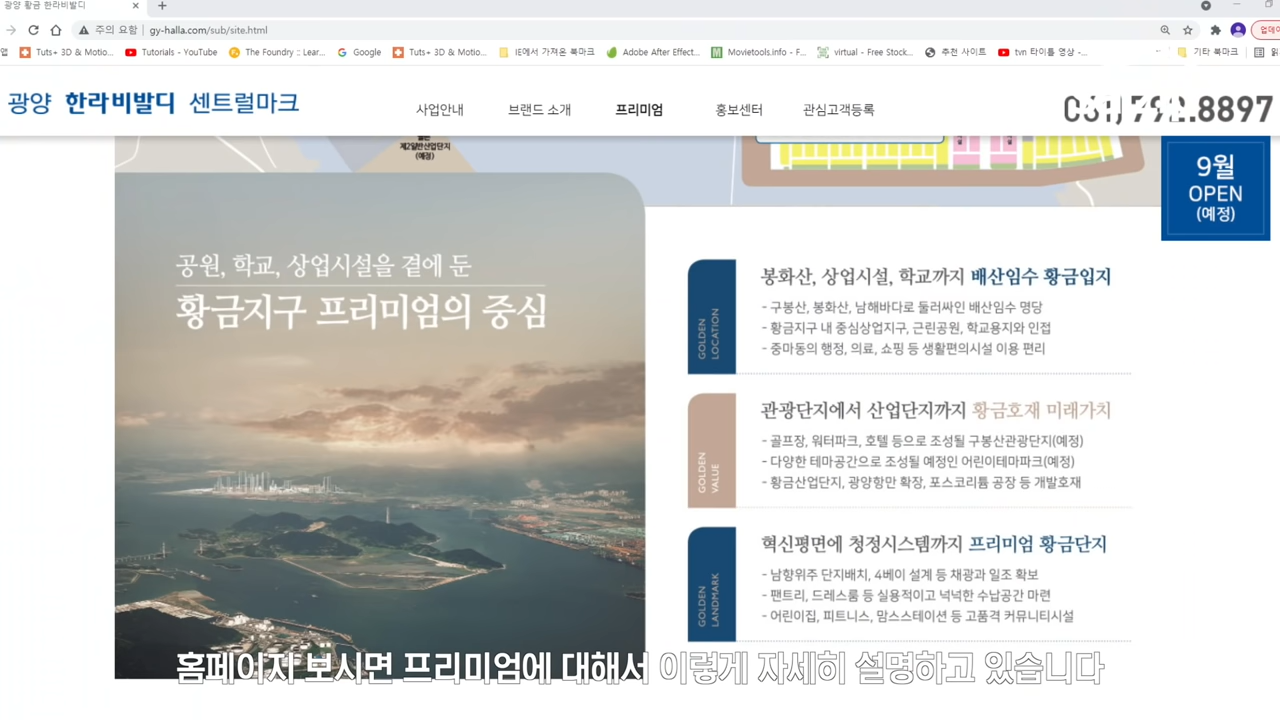 광양 황금 한라비발디
주의 요함 | gy-halla.com/sub/site.html
앱 Tuts+ 3D & Motio... Tutorials - YouTube The Foundry :: Lear... Google Tuts+ 3D & Motio... IE에서 가져온 북마크 Adobe After Effect... Movietools.info - F... virtual - Free Stock... 추천 사이트 tvn 타이틀 영상 -... 기타 북마크
광양 한라비발디 센트럴마크
사업안내 브랜드 소개 프리미엄 홍보센터 관심고객등록
8897
제2일반산업단지
(예정)
9월
OPEN
(예정)
공원, 학교, 상업시설을 곁에 둔
황금지구 프리미엄의 중심
GOLDEN
LOCATION
봉화산, 상업시설, 학교까지 배산임수 황금입지
- 구봉산, 봉화산, 남해바다로 둘러싸인 배산임수 명당
- 황금지구 내 중심상업지구, 근린공원, 학교용지와 인접
- 중마동의 행정, 의료, 쇼핑 등 생활편의시설 이용 편리
GOLDEN
VALUE
관광단지에서 산업단지까지 황금호재 미래가치
- 골프장, 워터파크, 호텔 등으로 조성될 구봉산관광단지(예정)
- 다양한 테마공간으로 조성될 예정인 어린이테마파크(예정)
- 황금산업단지, 광양항만 확장, 포스코리튬 공장 등 개발호재
GOLDEN
LANDMARK
혁신평면에 청정시스템까지 프리미엄 황금단지
- 남향위주 단지배치, 4베이 설계 등 채광과 일조 확보
- 팬트리, 드레스룸 등 실용적이고 넉넉한 수납공간 마련
- 어린이집, 피트니스, 맘스스테이션 등 고품격 커뮤니티시설
홈페이지 보시면 프리미엄에 대해서 이렇게 자세히 설명하고 있습니다